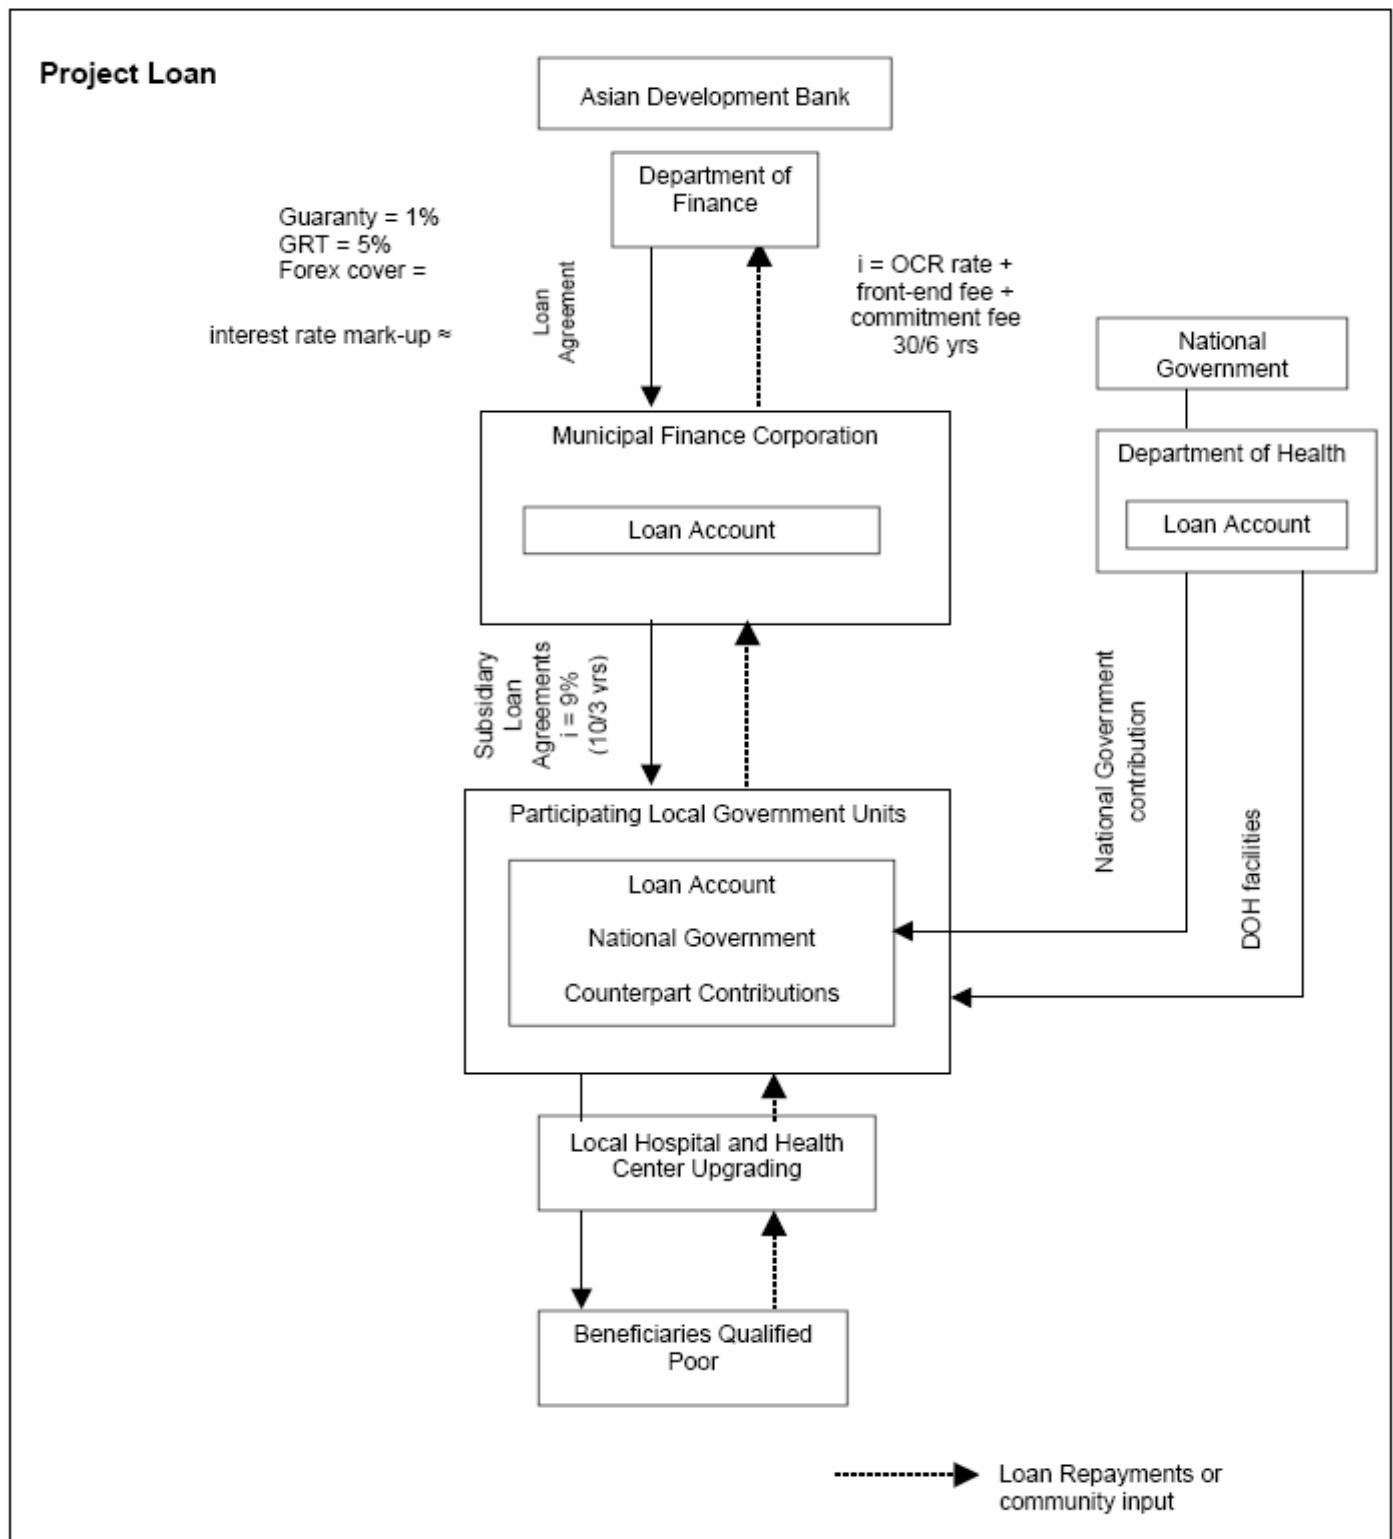 Project Loan
Asian Development Bank
Department of
Finance
Guaranty = 1%
GRT = 5%
Forex cover =
interest rate mark-up ≈
Loan
Agreement
i = OCR rate +
front-end fee +
commitment fee
30/6 yrs
National
Government
Municipal Finance Corporation
Loan Account
Department of Health
Loan Account
Subsidiary
Loan
Agreements
i = 9%
(10/3 yrs)
National Government
contribution
DOH facilities
Participating Local Government Units
Loan Account
National Government
Counterpart Contributions
Local Hospital and Health
Center Upgrading
Beneficiaries Qualified
Poor
Loan Repayments or
community input